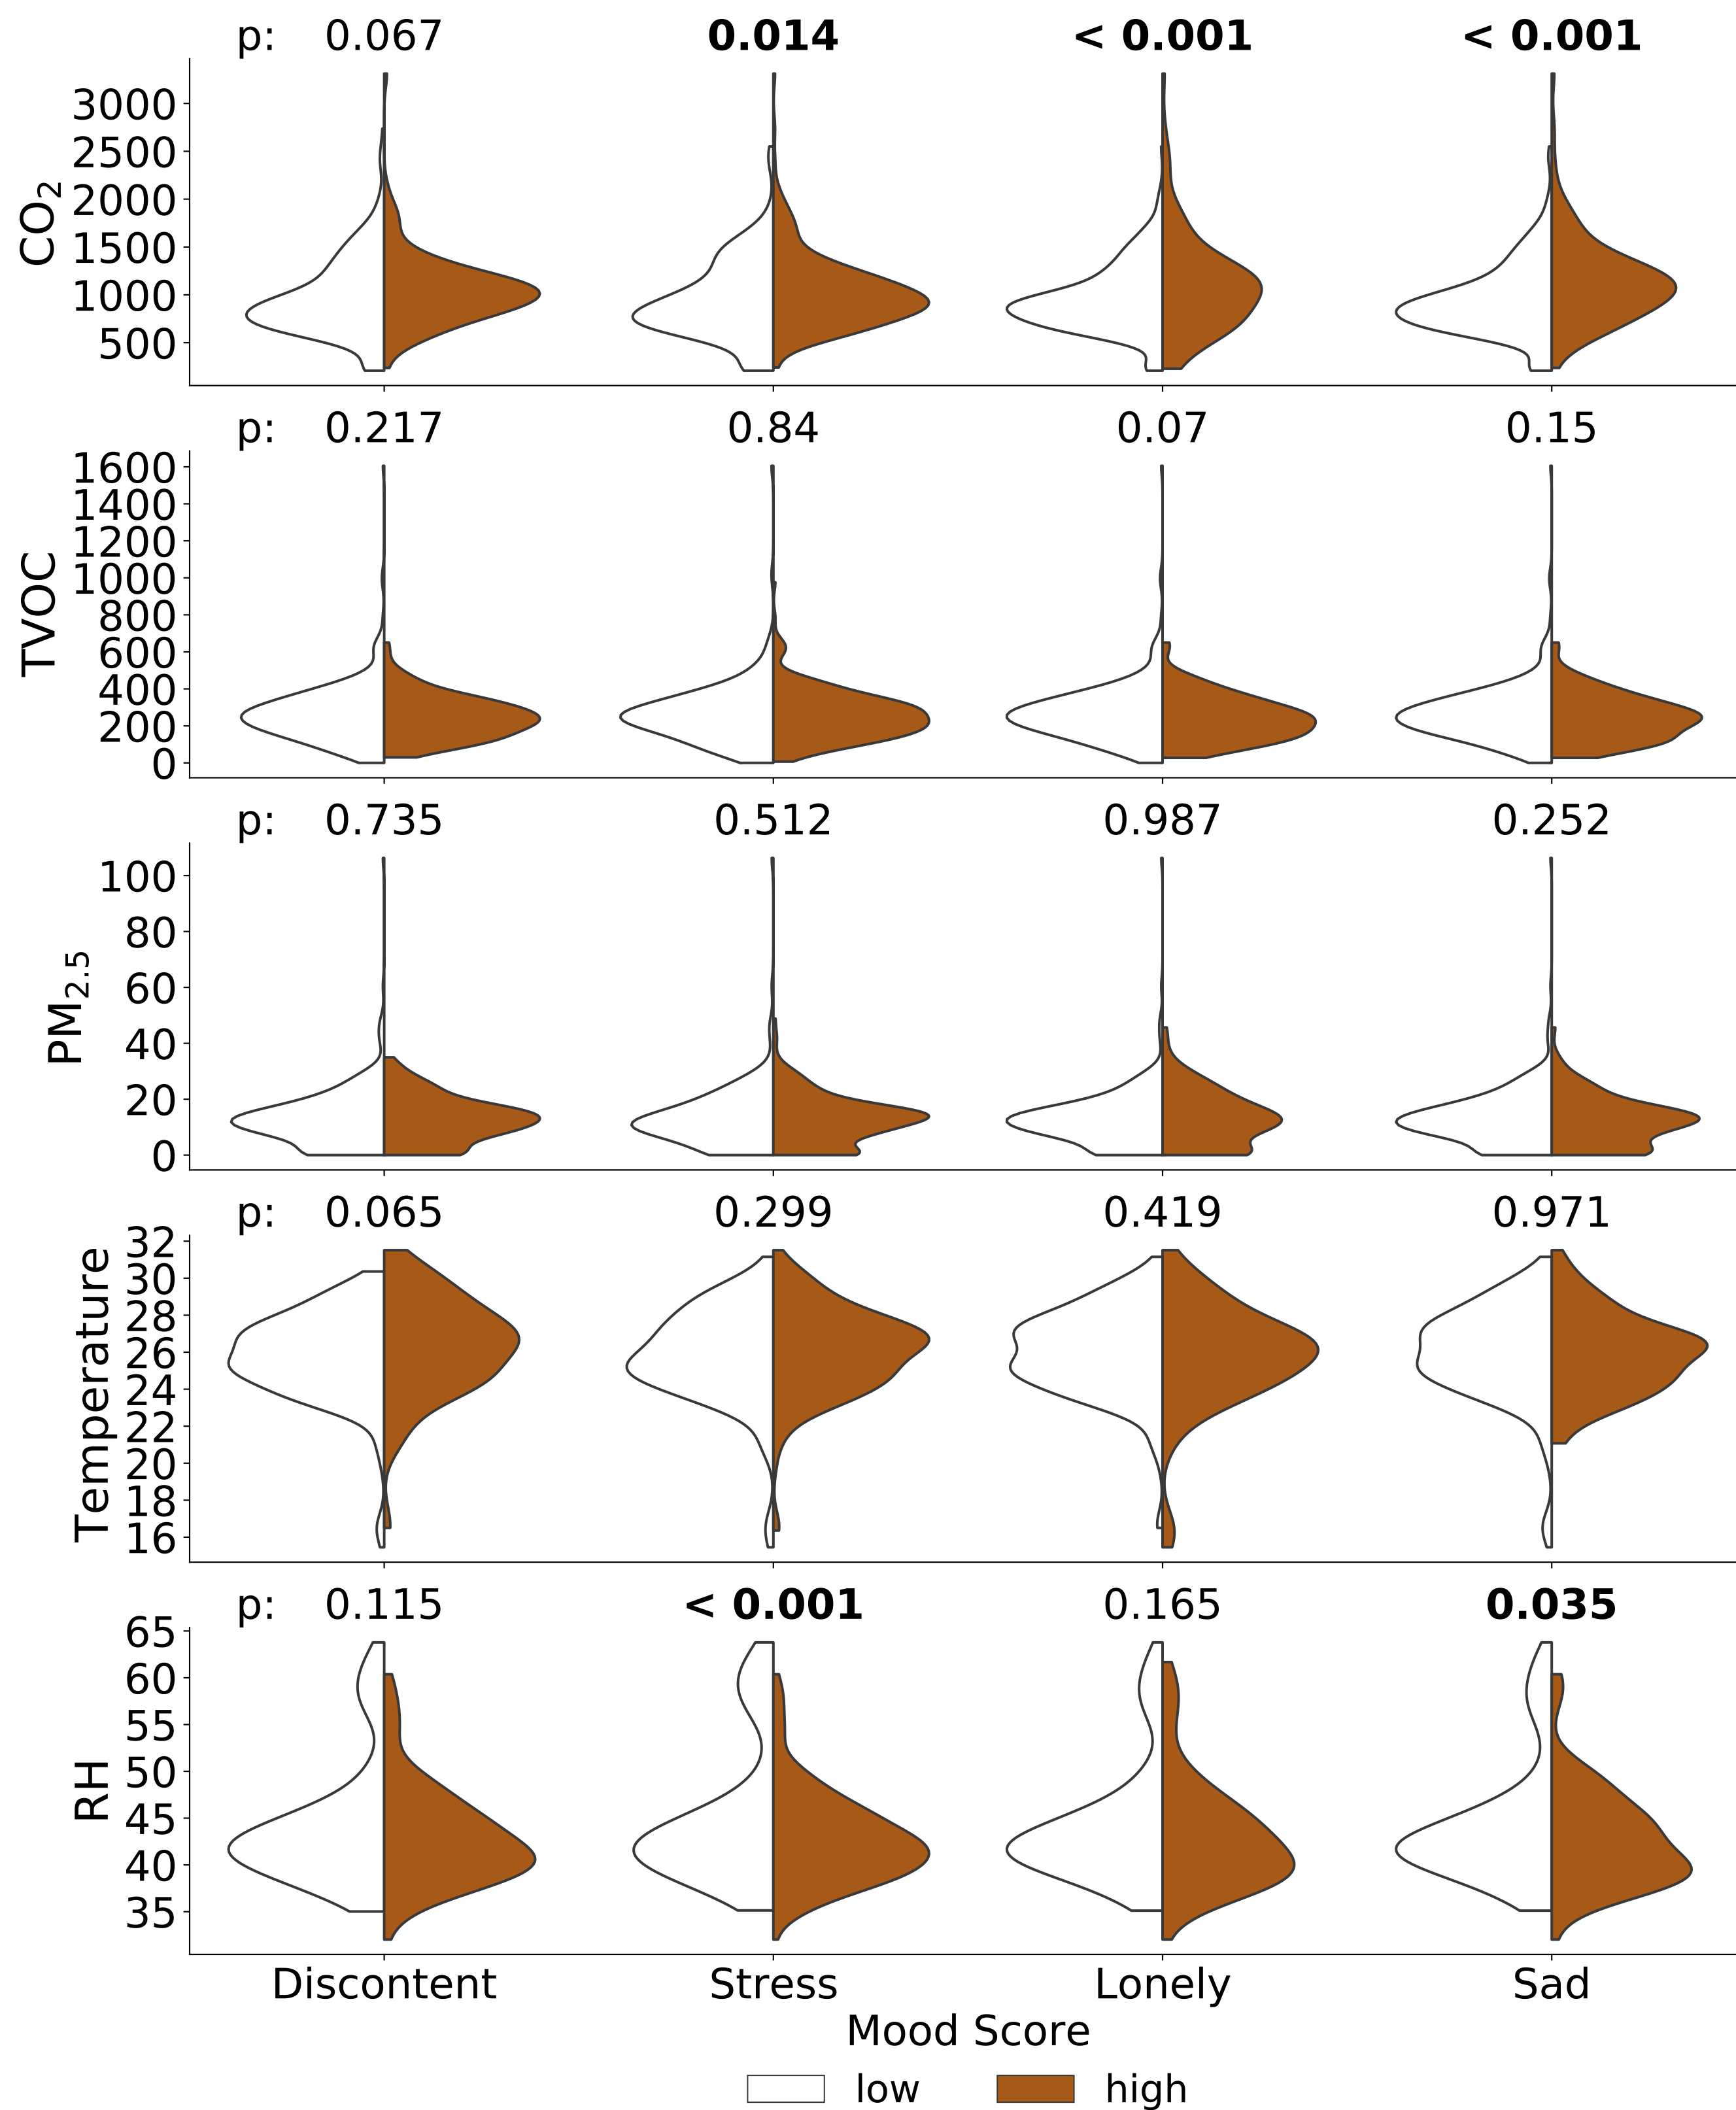 p: 0.067 0.014 < 0.001 < 0.001
3000
2500
2000
1500
1000
500
CO2
p: 0.217 0.84 0.07 0.15
1600
1400
1200
1000
800
600
400
200
0
TVOC
p: 0.735 0.512 0.987 0.252
100
80
60
40
20
0
PM2.5
p: 0.065 0.299 0.419 0.971
32
30
28
26
24
22
20
18
16
Temperature
p: 0.115 < 0.001 0.165 0.035
65
60
55
50
45
40
35
RH
Discontent Stress Lonely Sad
Mood Score
low high